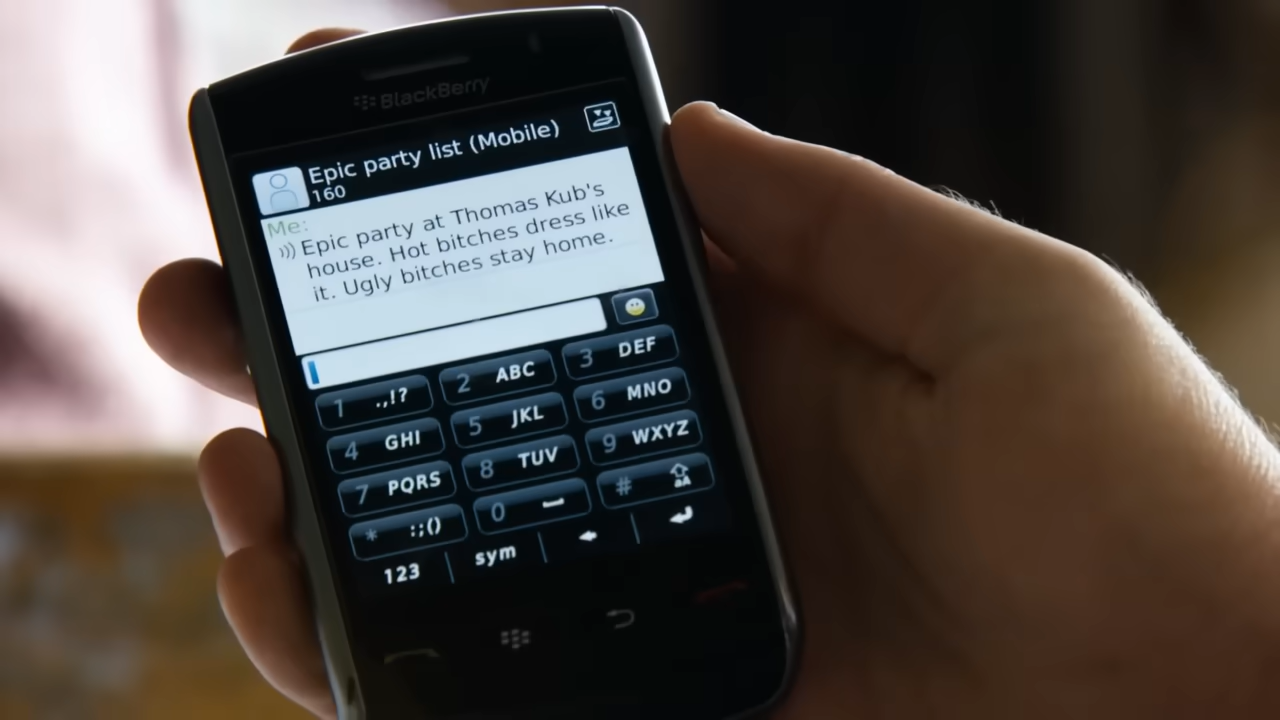 BlackBerry
Epic party list (Mobile)
160
Me:
Epic party at Thomas Kub's
house. Hot bitches dress like
it. Ugly bitches stay home.
1 .,!? 2 ABC 3 DEF
4 GHI 5 JKL 6 MNO
7 PQRS 8 TUV 9 WXYZ
* :;() 0 # aA
123 sym